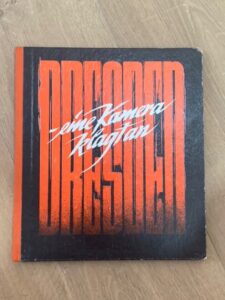 DRESDEN
- eine Kamera
klagt an